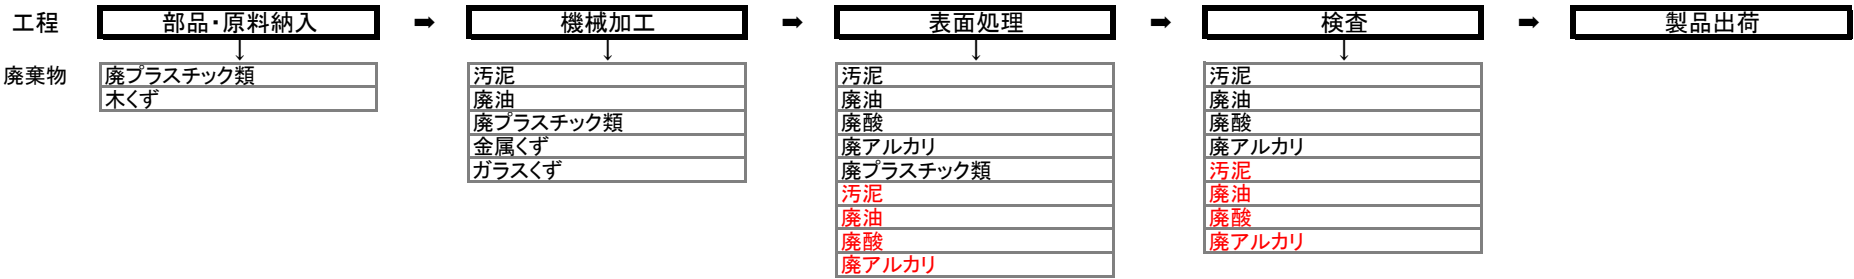 工程 部品・原料納入 ➡ 機械加工 ➡ 表面処理 ➡ 検査 ➡ 製品出荷
↓ ↓ ↓ ↓
廃棄物 廃プラスチック類 汚泥 汚泥 汚泥
木くず 廃油 廃油 廃油
廃プラスチック類 廃酸 廃酸
金属くず 廃アルカリ 廃アルカリ
ガラスくず 廃プラスチック類 汚泥
汚泥 廃油
廃油 廃酸
廃酸 廃アルカリ
廃アルカリ